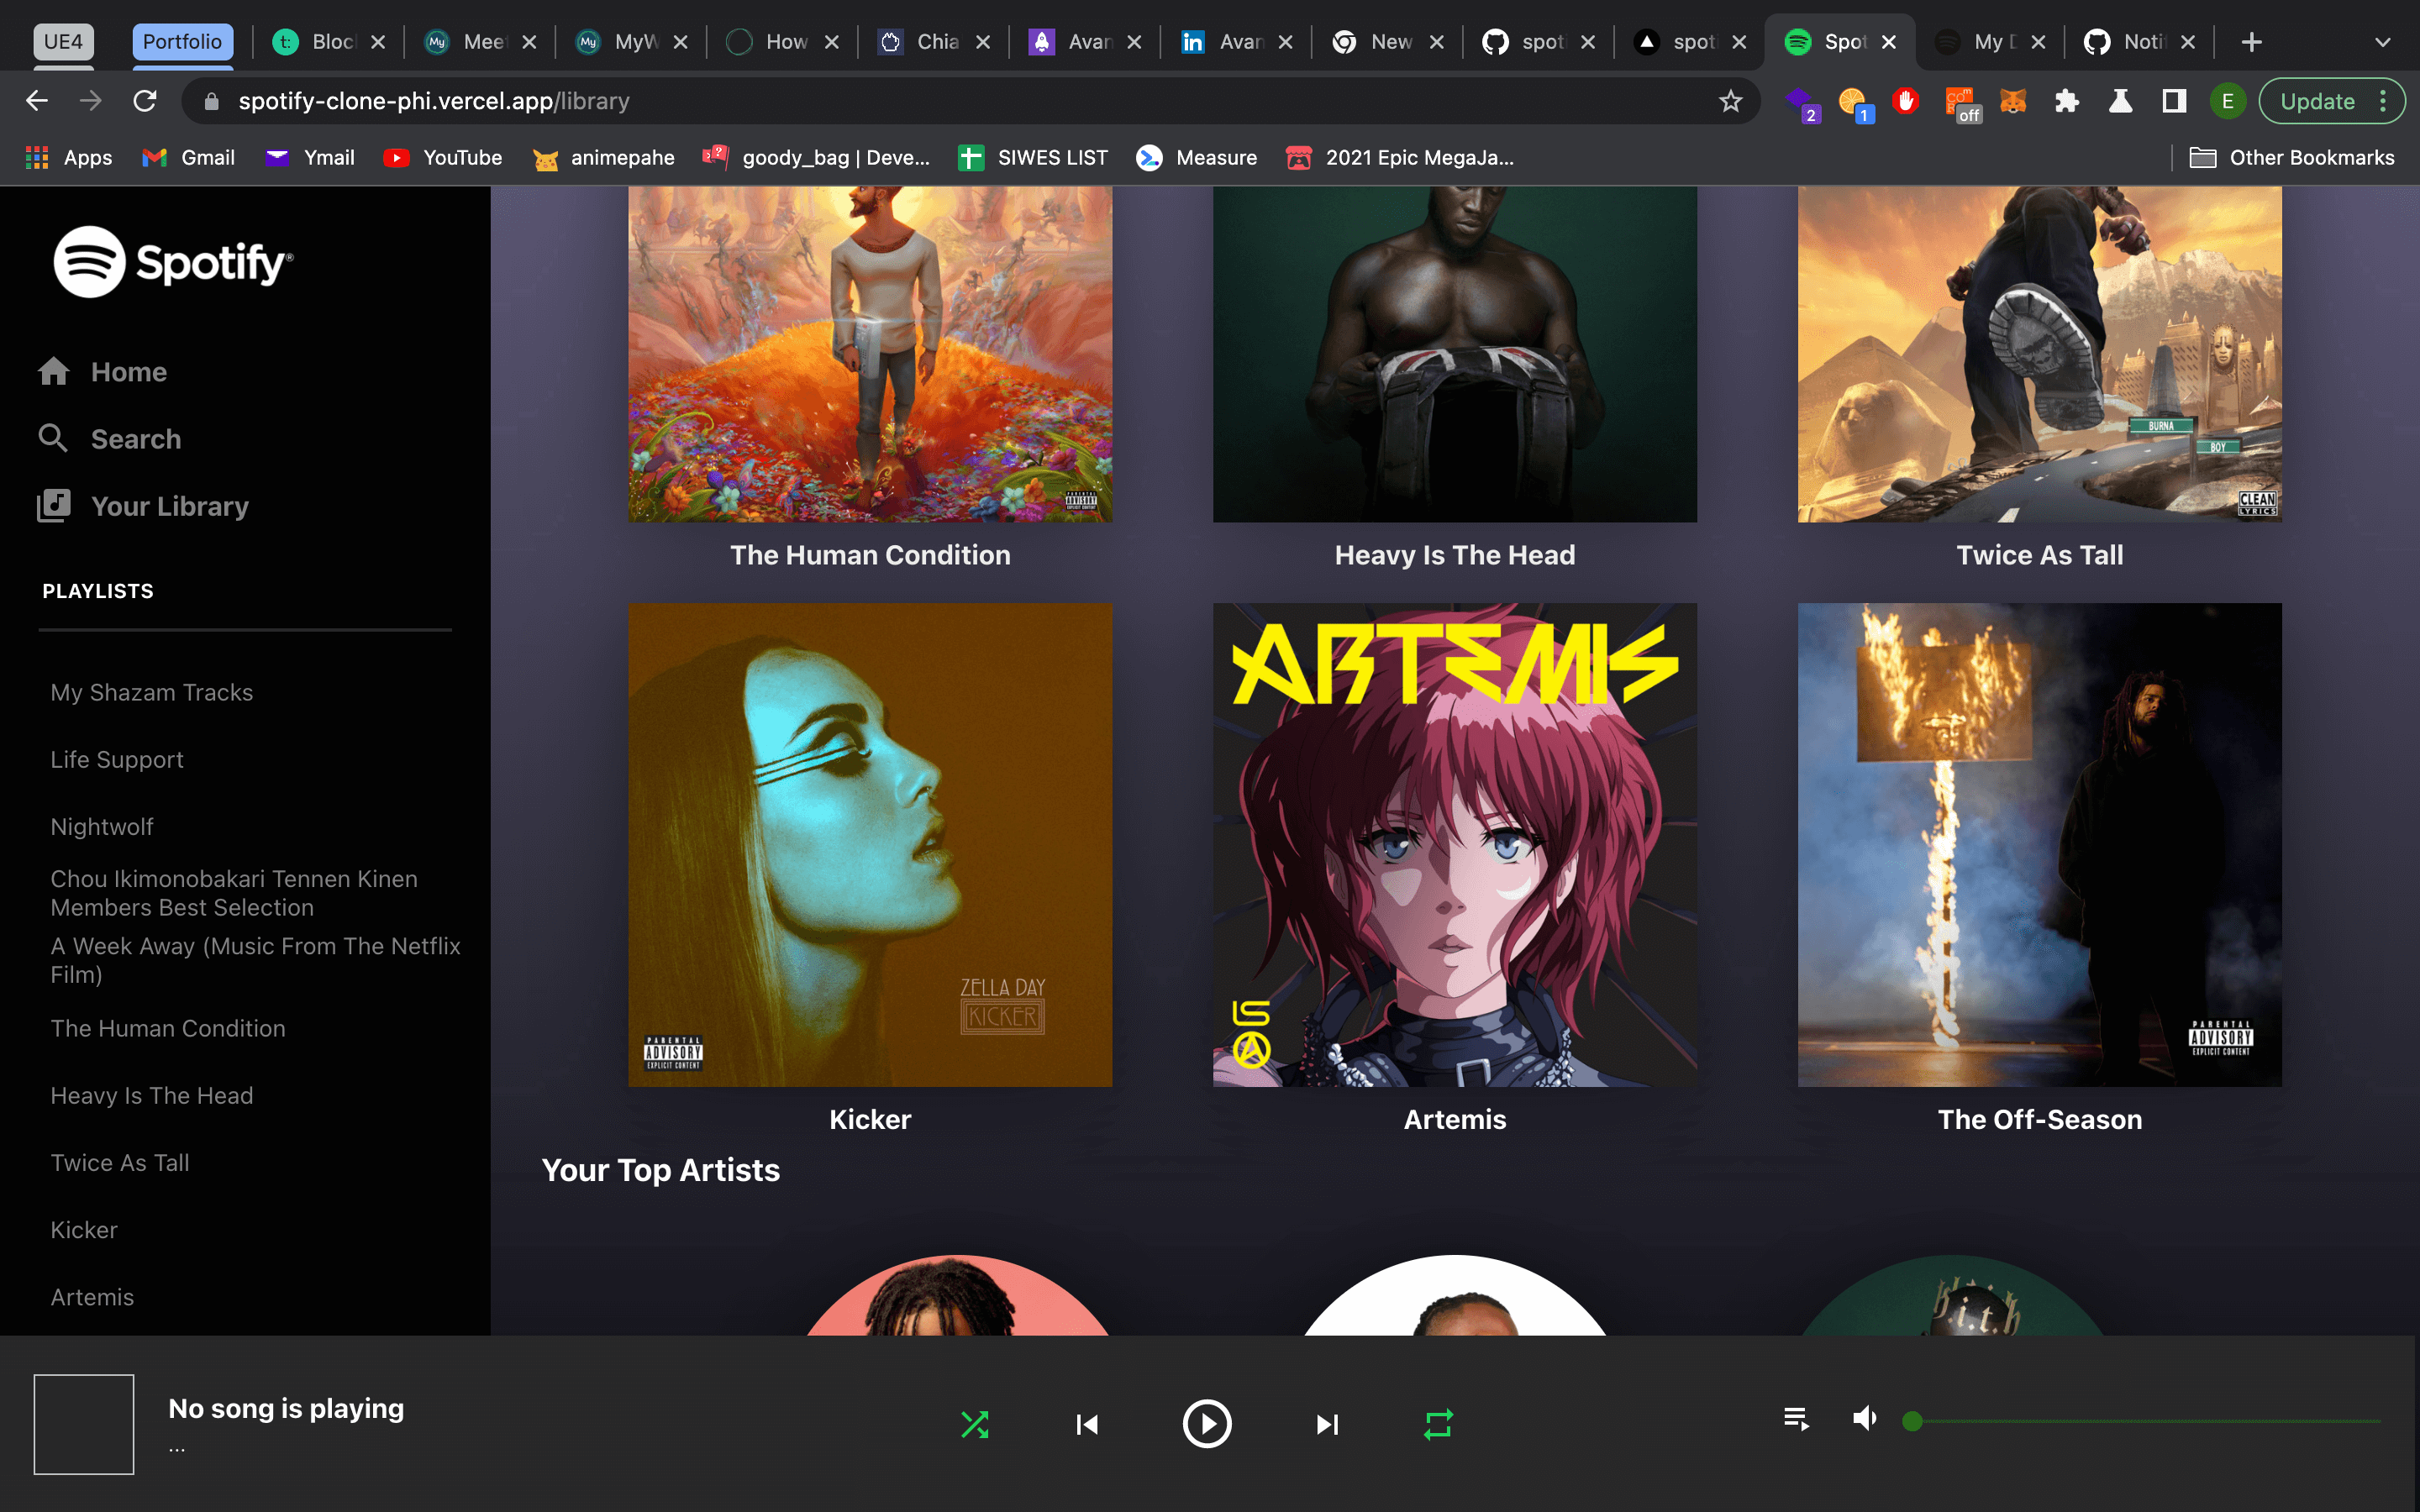 UE4 Portfolio Bloc Meet MyW How Chia Avan Avan New spot spot Spot My D Noti
spotify-clone-phi.vercel.app/library
2 1 off E Update
Apps Gmail Ymail YouTube animepahe goody_bag | Deve... SIWES LIST Measure 2021 Epic MegaJa... Other Bookmarks
Spotify®
Home
Search
Your Library
PLAYLISTS
My Shazam Tracks
Life Support
Nightwolf
Chou Ikimonobakari Tennen Kinen
Members Best Selection
A Week Away (Music From The Netflix
Film)
The Human Condition
Heavy Is The Head
Twice As Tall
Kicker
Artemis
PARENTAL
ADVISORY
EXPLICIT CONTENT
BURNA
BOY
CLEAN
LYRICS
The Human Condition
Heavy Is The Head
Twice As Tall
ZELLA DAY
KICKER
PARENTAL
ADVISORY
EXPLICIT CONTENT
ARTEMIS
PARENTAL
ADVISORY
EXPLICIT CONTENT
Kicker
Artemis
The Off-Season
Your Top Artists
h.i.t.h
No song is playing
...